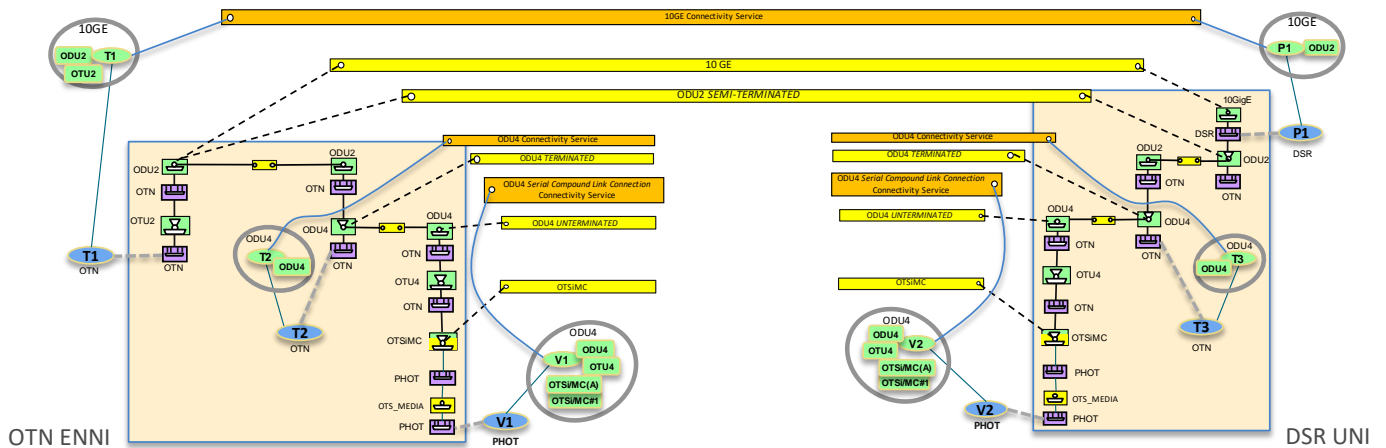 10GE Connectivity Service
10GE
ODU2
T1
OTU2
10GE
P1
ODU2
10 GE
ODU2 SEMI-TERMINATED
10GigE
DSR
P1
DSR
ODU4 Connectivity Service
ODU4 TERMINATED
ODU4 Serial Compound Link Connection
Connectivity Service
ODU4 UNTERMINATED
OTSiMC
ODU4 Connectivity Service
ODU4 TERMINATED
ODU4 Serial Compound Link Connection
Connectivity Service
ODU4 UNTERMINATED
OTSiMC
ODU2
OTN
OTU2
OTN
T1
OTN
ODU2
OTN
ODU4
OTN
ODU4
T2
ODU4
T2
OTN
ODU4
OTN
OTU4
OTN
OTSiMC
PHOT
OTS_MEDIA
PHOT
ODU4
V1
ODU4
OTU4
OTSi/MC(A)
OTSi/MC#1
V1
PHOT
ODU4
ODU4
V2
OTU4
OTSi/MC(A)
OTSi/MC#1
V2
PHOT
ODU2
ODU2
OTN
ODU4
OTN
ODU4
OTN
OTU4
OTN
OTSiMC
PHOT
OTS_MEDIA
PHOT
ODU4
T3
ODU4
T3
OTN
OTN ENNI
DSR UNI